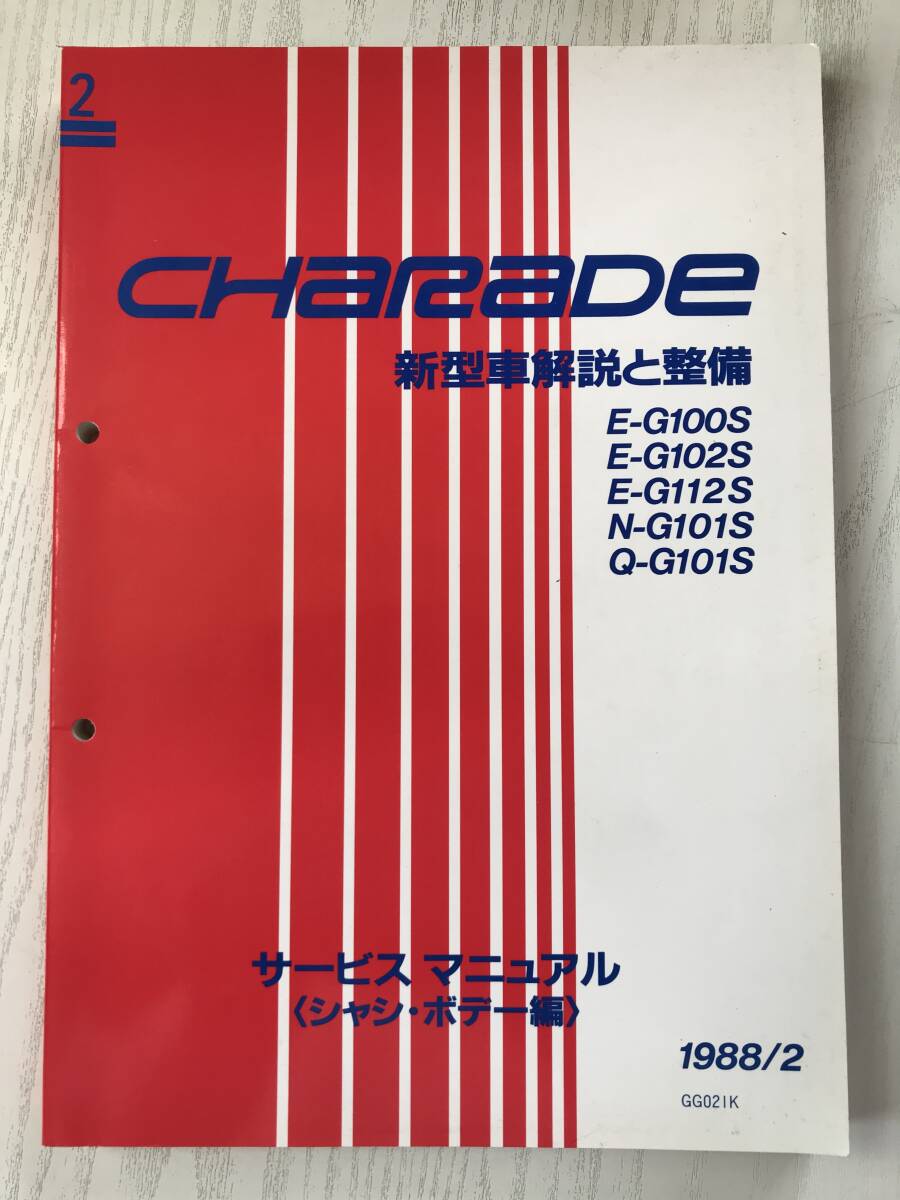 2
CHARADE
新型車解説と整備
E-G100S
E-G102S
E-G112S
N-G101S
Q-G101S
サービス マニュアル
〈シャシ・ボデー編〉
1988/2
GG021K